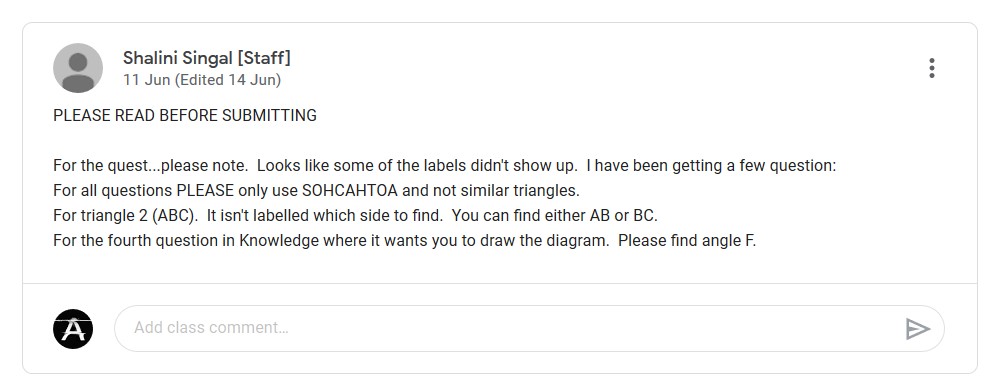 Shalini Singal [Staff]
11 Jun (Edited 14 Jun)
PLEASE READ BEFORE SUBMITTING
For the quest...please note.  Looks like some of the labels didn't show up.  I have been getting a few question:
For all questions PLEASE only use SOHCAHTOA and not similar triangles.
For triangle 2 (ABC).  It isn't labelled which side to find.  You can find either AB or BC.
For the fourth question in Knowledge where it wants you to draw the diagram.  Please find angle F.
A
Add class comment...